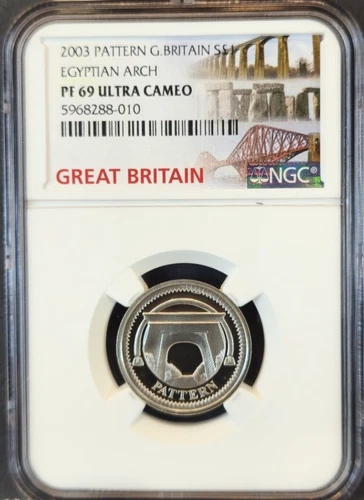 2003 PATTERN G.BRITAIN S£1
EGYPTIAN ARCH
PF 69 ULTRA CAMEO
5968288-010
GREAT BRITAIN
NGC
PATTERN